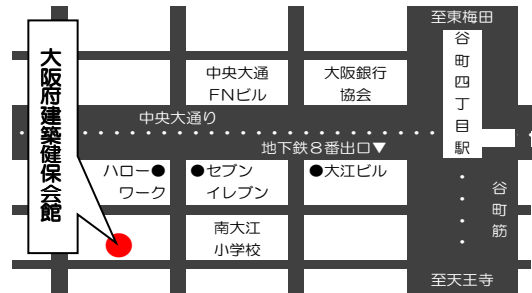 至東梅田
谷町四丁目駅
大阪府建築健保会館
中央大通
FNビル
大阪銀行
協会
中央大通り
地下鉄8番出口▼
ハロー●
ワーク
●セブン
イレブン
●大江ビル
谷町筋
南大江
小学校
至天王寺